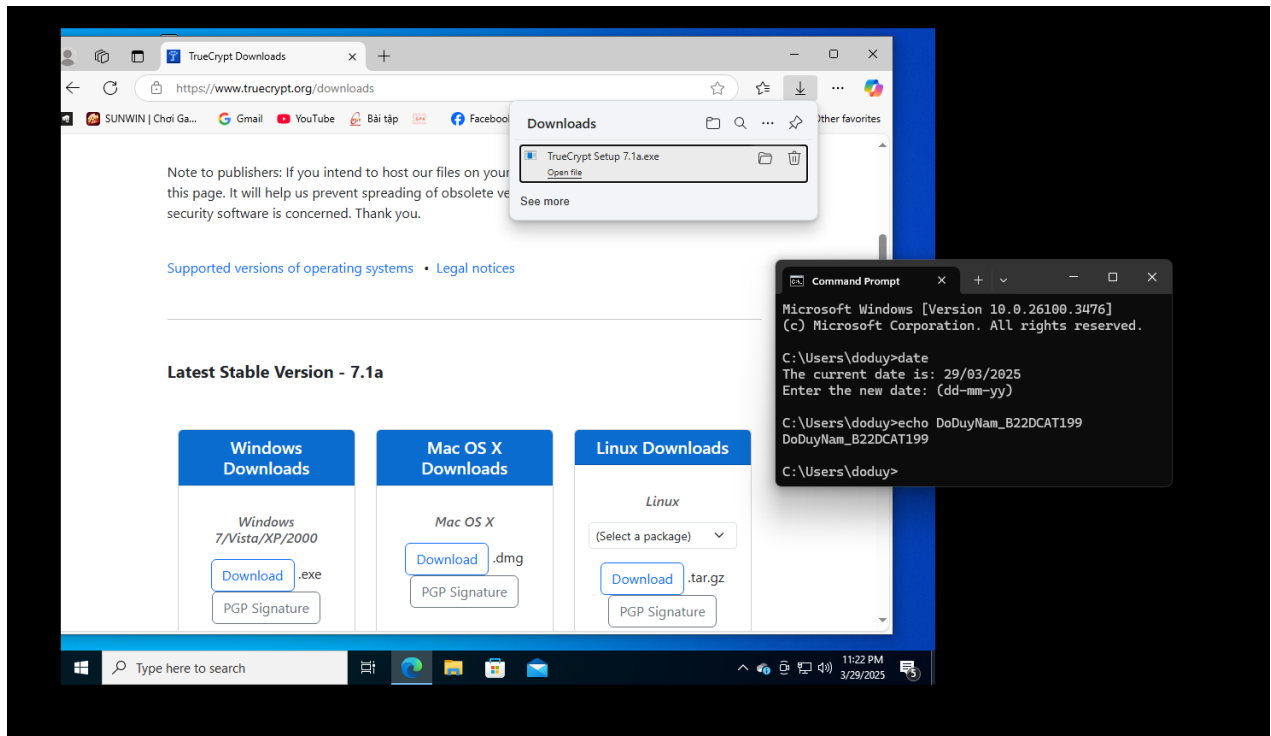 TrueCrypt Downloads
https://www.truecrypt.org/downloads
SUNWIN | Chơi Ga...
Gmail
YouTube
Bài tập
Facebook
Other favorites
Downloads
TrueCrypt Setup 7.1a.exe
Open file
See more
Note to publishers: If you intend to host our files on your
this page. It will help us prevent spreading of obsolete ve
security software is concerned. Thank you.
Supported versions of operating systems • Legal notices
Latest Stable Version - 7.1a
Windows
Downloads
Windows
7/Vista/XP/2000
Download .exe
PGP Signature
Mac OS X
Downloads
Mac OS X
Download .dmg
PGP Signature
Linux Downloads
Linux
(Select a package)
Download .tar.gz
PGP Signature
Command Prompt
Microsoft Windows [Version 10.0.26100.3476]
(c) Microsoft Corporation. All rights reserved.
C:\Users\doduy>date
The current date is: 29/03/2025
Enter the new date: (dd-mm-yy)
C:\Users\doduy>echo DoDuyNam_B22DCAT199
DoDuyNam_B22DCAT199
C:\Users\doduy>
Type here to search
11:22 PM
3/29/2025
5